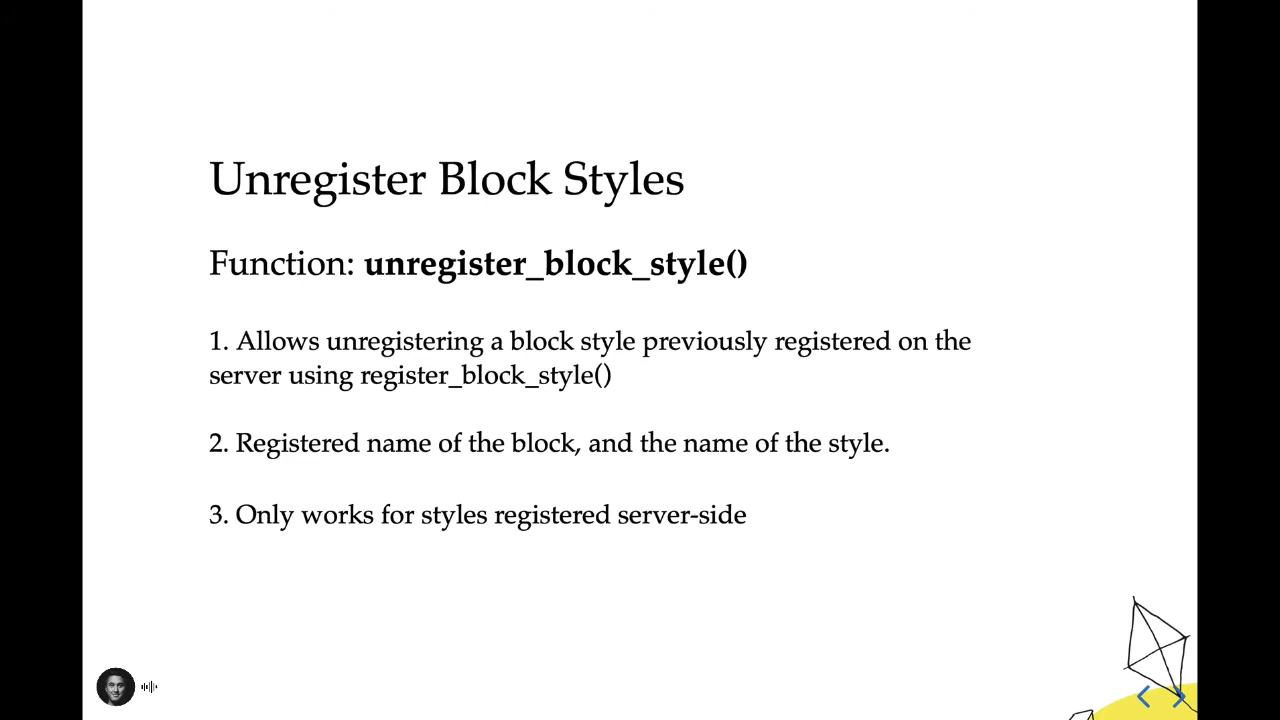 Unregister Block Styles
Function: unregister_block_style()
1. Allows unregistering a block style previously registered on the
server using register_block_style()
2. Registered name of the block, and the name of the style.
3. Only works for styles registered server-side